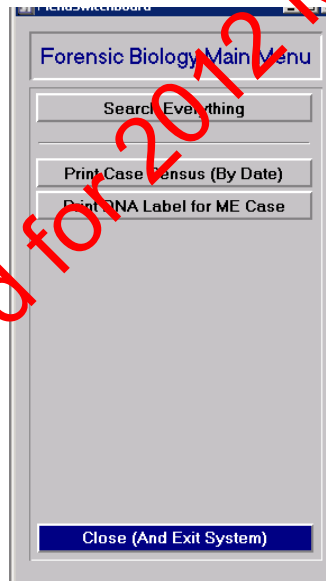 Forensic Biology Main Menu
Search Everything
Print Case Census (By Date)
Print DNA Label for ME Case
Close (And Exit System)
for 2012